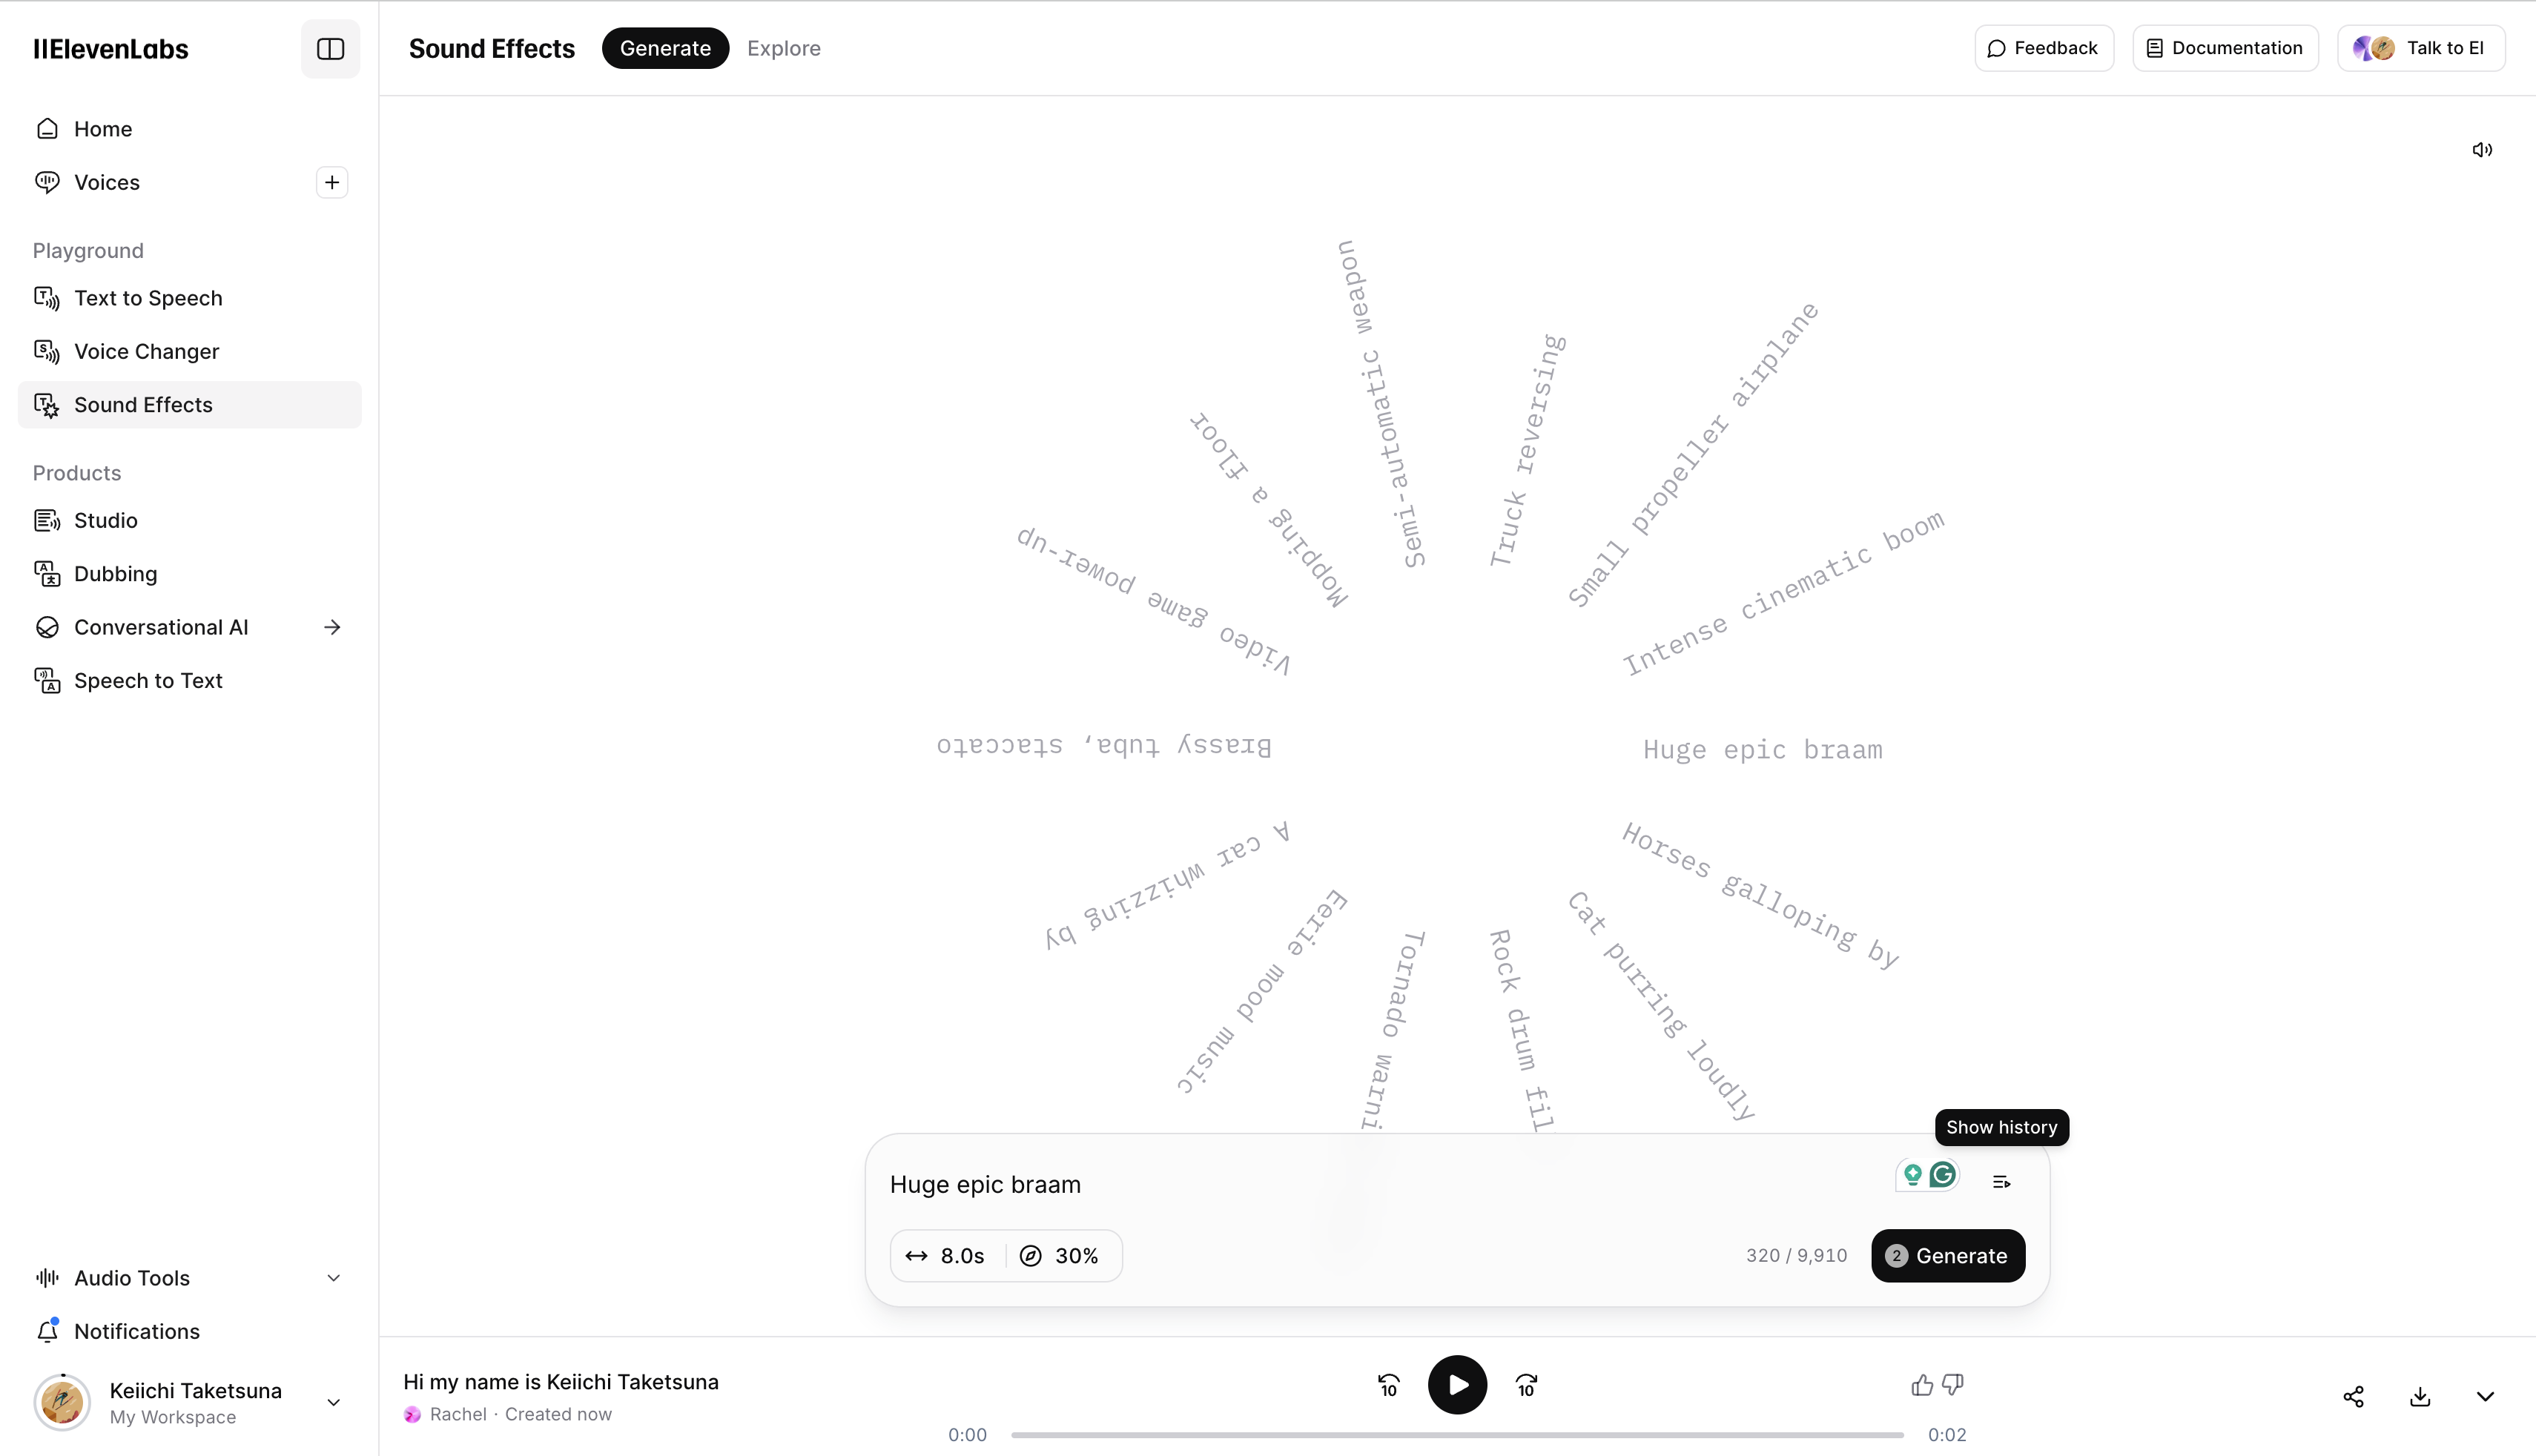 IIElevenLabs
Home
Voices
Playground
Text to Speech
Voice Changer
Sound Effects
Products
Studio
Dubbing
Conversational AI
Speech to Text
Audio Tools
Notifications
Keiichi Taketsuna
My Workspace
Sound Effects
Generate
Explore
Feedback
Documentation
Talk to El
Semi-automatic weapon
Truck reversing
Small propeller airplane
Intense cinematic boom
Huge epic braam
Horses galloping by
Cat purring loudly
Rock drum fil
Tornado warni
Eerie mood music
A car whizzing by
Brassy tuba, staccato
Video game power-up
Mopping a floor
Show history
Huge epic braam
8.0s
30%
320 / 9,910
2 Generate
Hi my name is Keiichi Taketsuna
Rachel · Created now
10
10
0:00
0:02